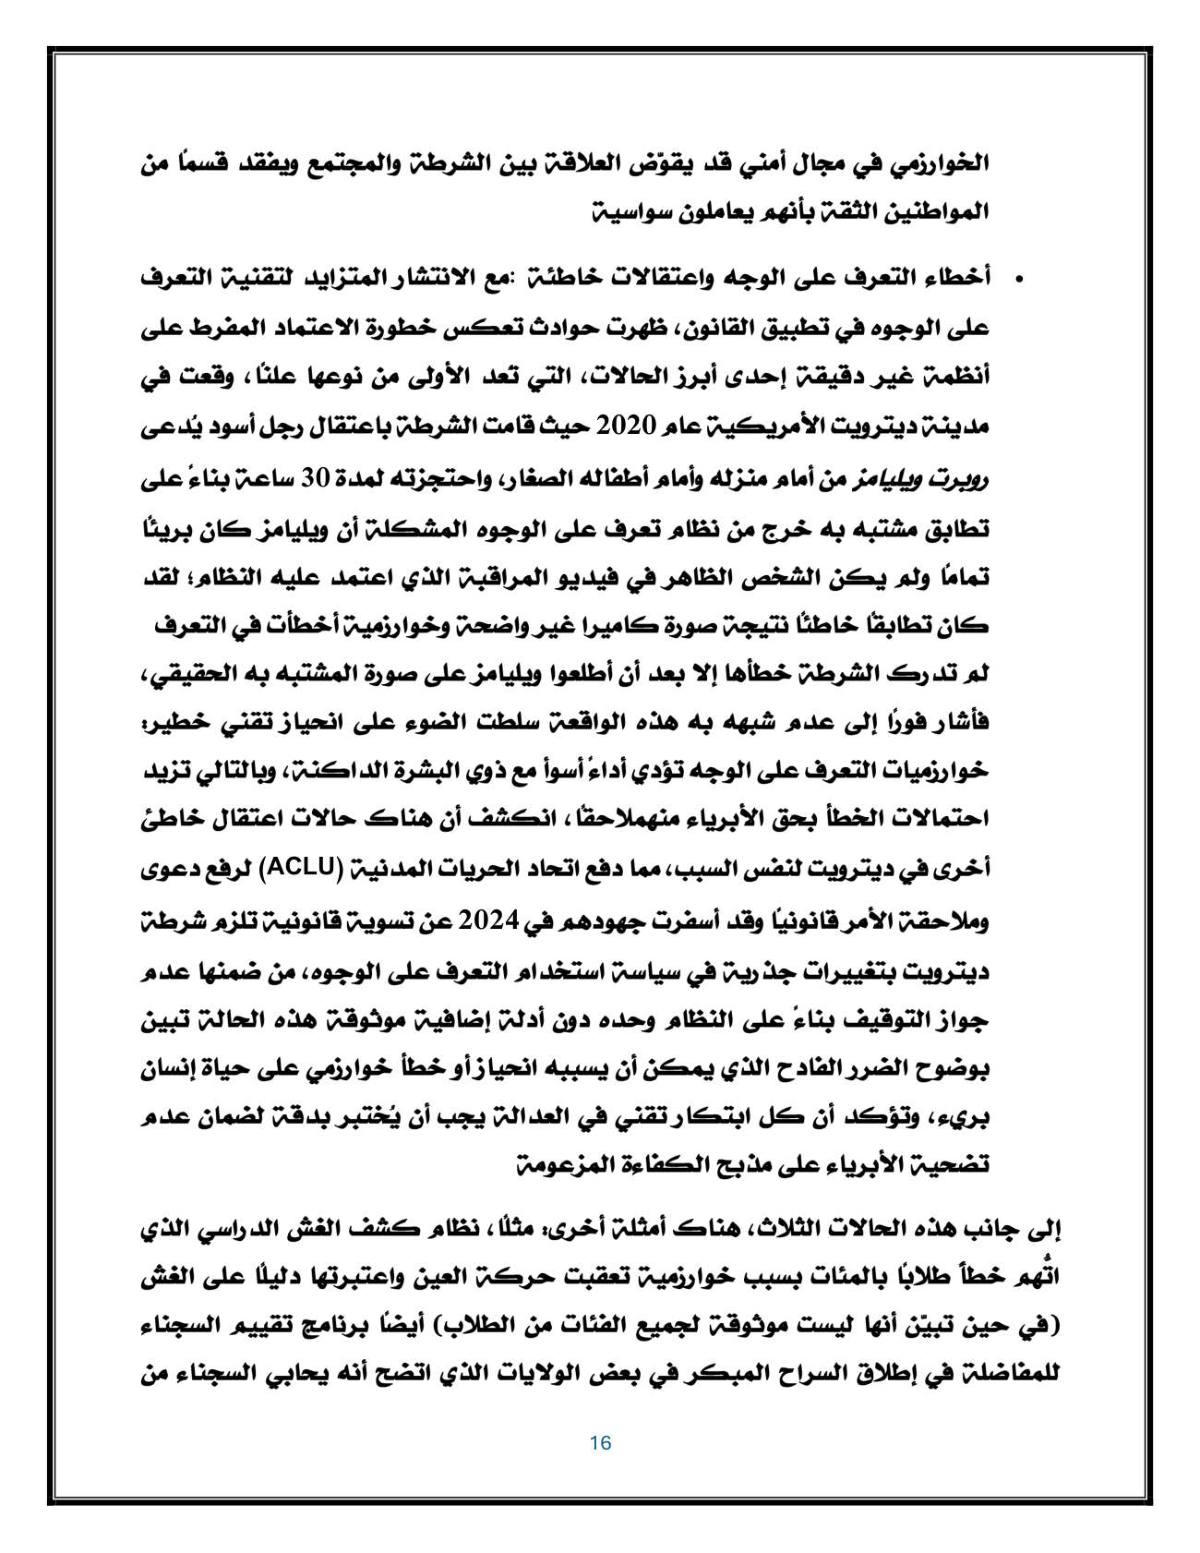 الخوارزمي في مجال أمني قد يقوّض العلاقة بين الشرطة والمجتمع ويفقد قسمًا من
المواطنين الثقة بأنهم يعاملون سواسية
• أخطاء التعرف على الوجه واعتقالات خاطئة :مع الانتشار المتزايد لتقنية التعرف
على الوجوه في تطبيق القانون، ظهرت حوادث تعكس خطورة الاعتماد المفرط على
أنظمة غير دقيقة إحدى أبرز الحالات، التي تعد الأولى من نوعها علنًا، وقعت في
مدينة ديترويت الأمريكية عام 2020 حيث قامت الشرطة باعتقال رجل أسود يُدعى
روبرت ويليامز من أمام منزله وأمام أطفاله الصغار، واحتجزته لمدة 30 ساعة بناءً على
تطابق مشتبه به خرج من نظام تعرف على الوجوه المشكلة أن ويليامز كان بريئًا
تمامًا ولم يكن الشخص الظاهر في فيديو المراقبة الذي اعتمد عليه النظام؛ لقد
كان تطابقًا خاطئًا نتيجة صورة كاميرا غير واضحة وخوارزمية أخطأت في التعرف
لم تدرك الشرطة خطأها إلا بعد أن أطلعوا ويليامز على صورة المشتبه به الحقيقي،
فأشار فورًا إلى عدم شبهه به هذه الواقعة سلطت الضوء على انحياز تقني خطير:
خوارزميات التعرف على الوجه تؤدي أداءً أسوأ مع ذوي البشرة الداكنة، وبالتالي تزيد
احتمالات الخطأ بحق الأبرياء منهملاحقًا، انكشف أن هناك حالات اعتقال خاطئ
أخرى في ديترويت لنفس السبب، مما دفع اتحاد الحريات المدنية (ACLU) لرفع دعوى
وملاحقة الأمر قانونيًا وقد أسفرت جهودهم في 2024 عن تسوية قانونية تلزم شرطة
ديترويت بتغييرات جذرية في سياسة استخدام التعرف على الوجوه، من ضمنها عدم
جواز التوقيف بناءً على النظام وحده دون أدلة إضافية موثوقة هذه الحالة تبين
بوضوح الضرر الفادح الذي يمكن أن يسببه انحياز أو خطأ خوارزمي على حياة إنسان
بريء، وتؤكد أن كل ابتكار تقني في العدالة يجب أن يُختبر بدقة لضمان عدم
تضحية الأبرياء على مذبح الكفاءة المزعومة
إلى جانب هذه الحالات الثلاث، هناك أمثلة أخرى: مثلًا، نظام كشف الغش الدراسي الذي
اتُّهم خطأً طلابًا بالمئات بسبب خوارزمية تعقبت حركة العين واعتبرتها دليلًا على الغش
(في حين تبيّن أنها ليست موثوقة لجميع الفئات من الطلاب) أيضًا برنامج تقييم السجناء
للمفاضلة في إطلاق السراح المبكر في بعض الولايات الذي اتضح أنه يحابي السجناء من
16